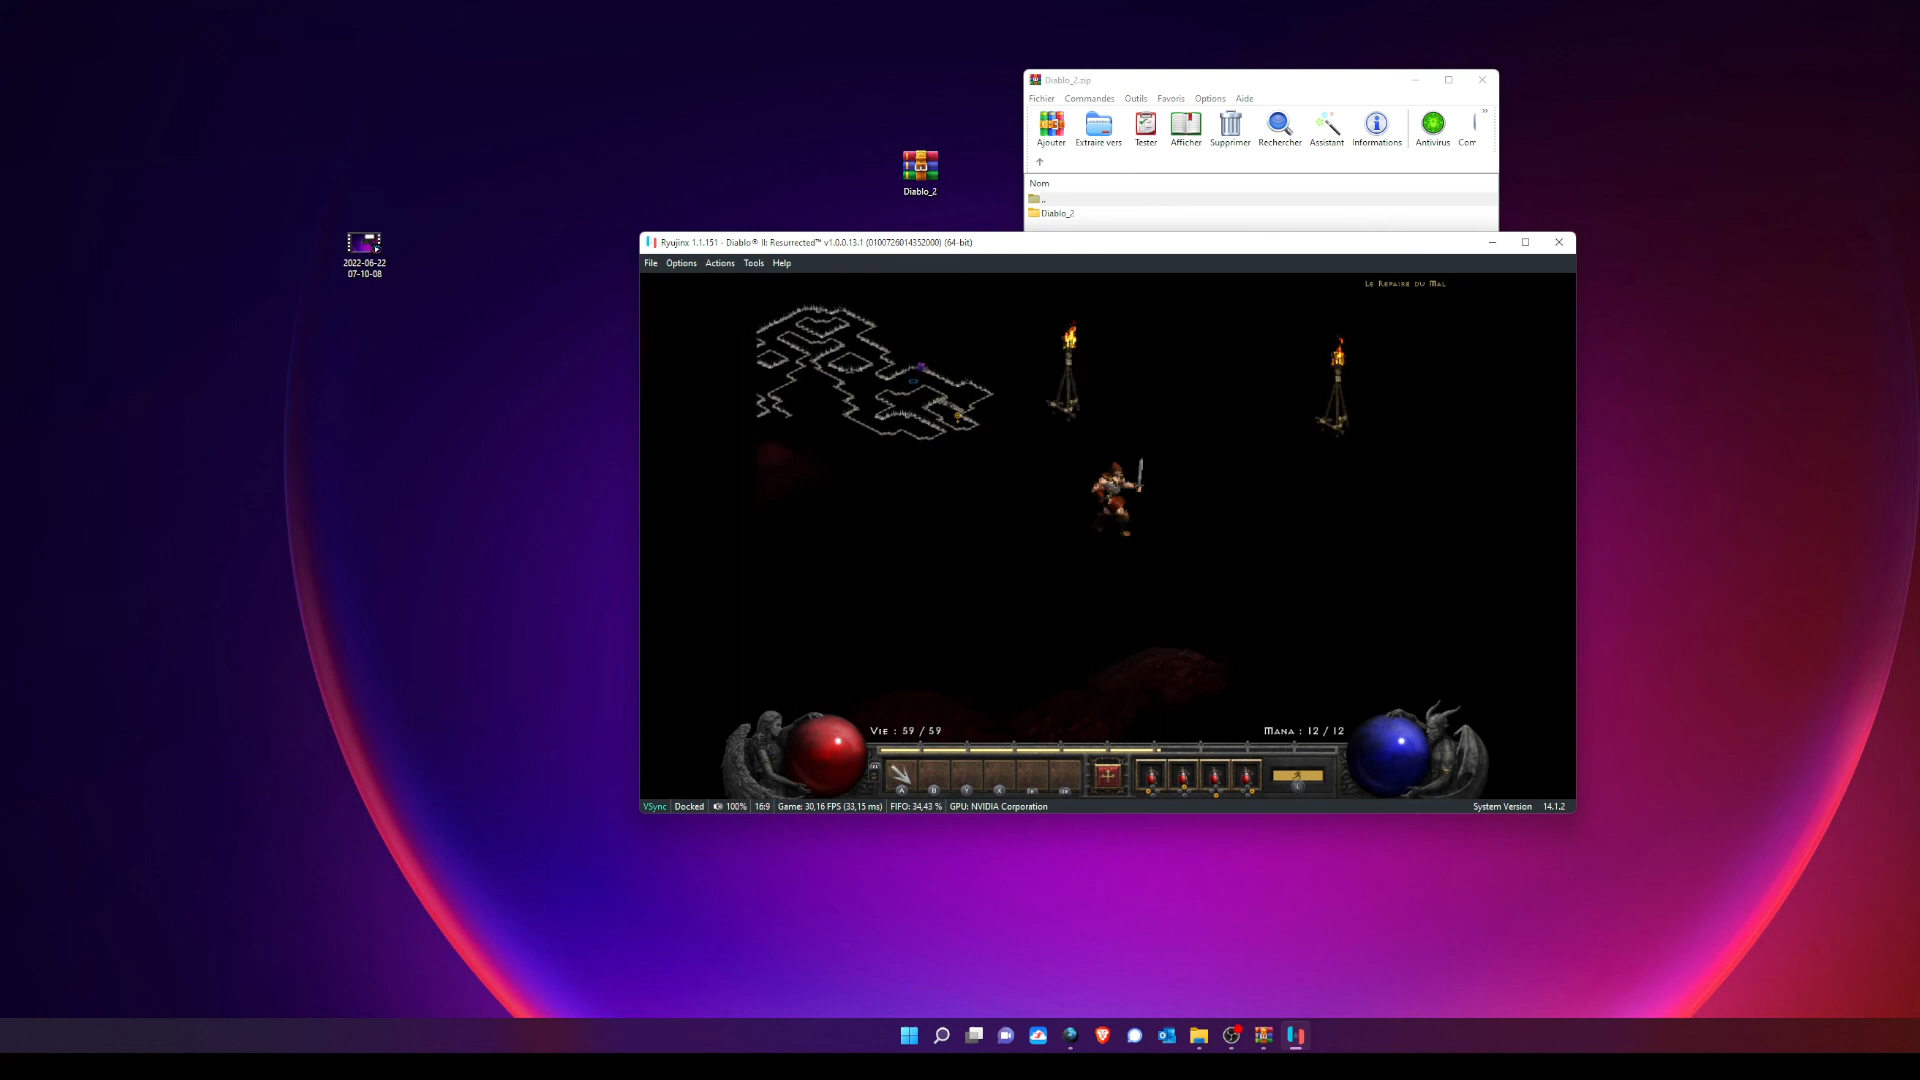 Diablo_2.zip
Fichier Commandes Outils Favoris Options Aide
Ajouter Extraire vers Tester Afficher Supprimer Rechercher Assistant Informations Antivirus Com
Nom
..
Diablo_2
Diablo_2
2022-06-22
07-10-08
Ryujinx 1.1.151 - Diablo® II: Resurrected™ v1.0.0.13.1 (0100726014352000) (64-bit)
File Options Actions Tools Help
Le Repaire du Mal
Vie : 59 / 59
Mana : 12 / 12
A B Y X
L
VSync Docked 100% 16:9 Game: 30,16 FPS (33,15 ms) FIFO: 34,43 % GPU: NVIDIA Corporation System Version 14.1.2